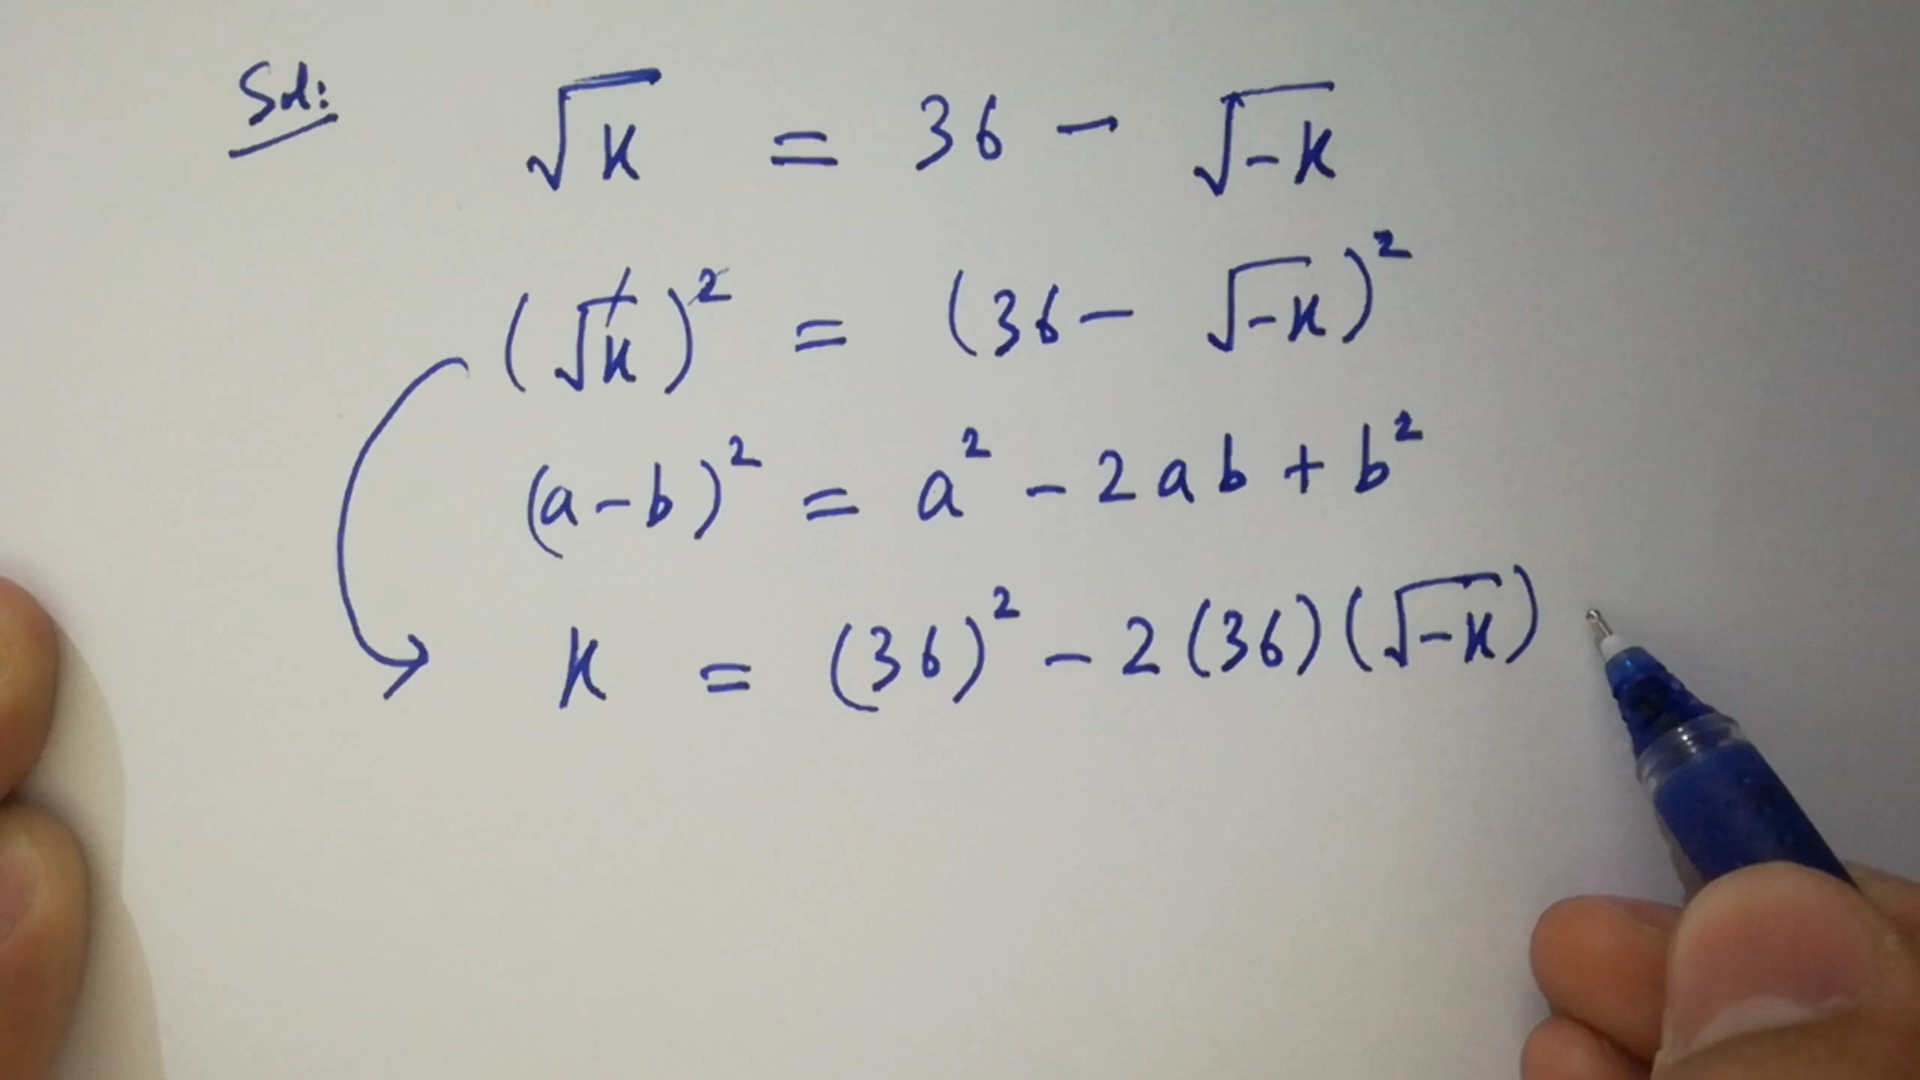 Sol:
√k = 36 - √-k
(√k)² = (36 - √-k)²
(a-b)² = a² - 2ab + b²
k = (36)² - 2(36)(√-k)